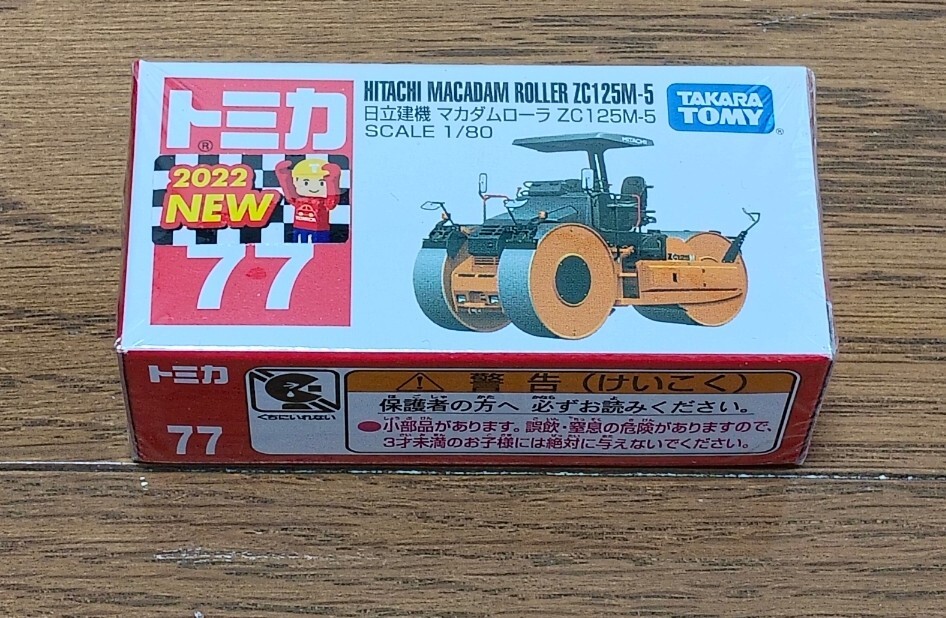 トミカ
®
2022
NEW
77
HITACHI MACADAM ROLLER ZC125M-5
日立建機 マカダムローラ ZC125M-5
SCALE 1/80
TAKARA
TOMY
®
HITACHI
トミカ
77
くちにいれない
警告(けいこく)
保護者の方へ 必ずお読みください。
●小部品があります。誤飲・窒息の危険がありますので、
3才未満のお子様には絶対に与えないでください。